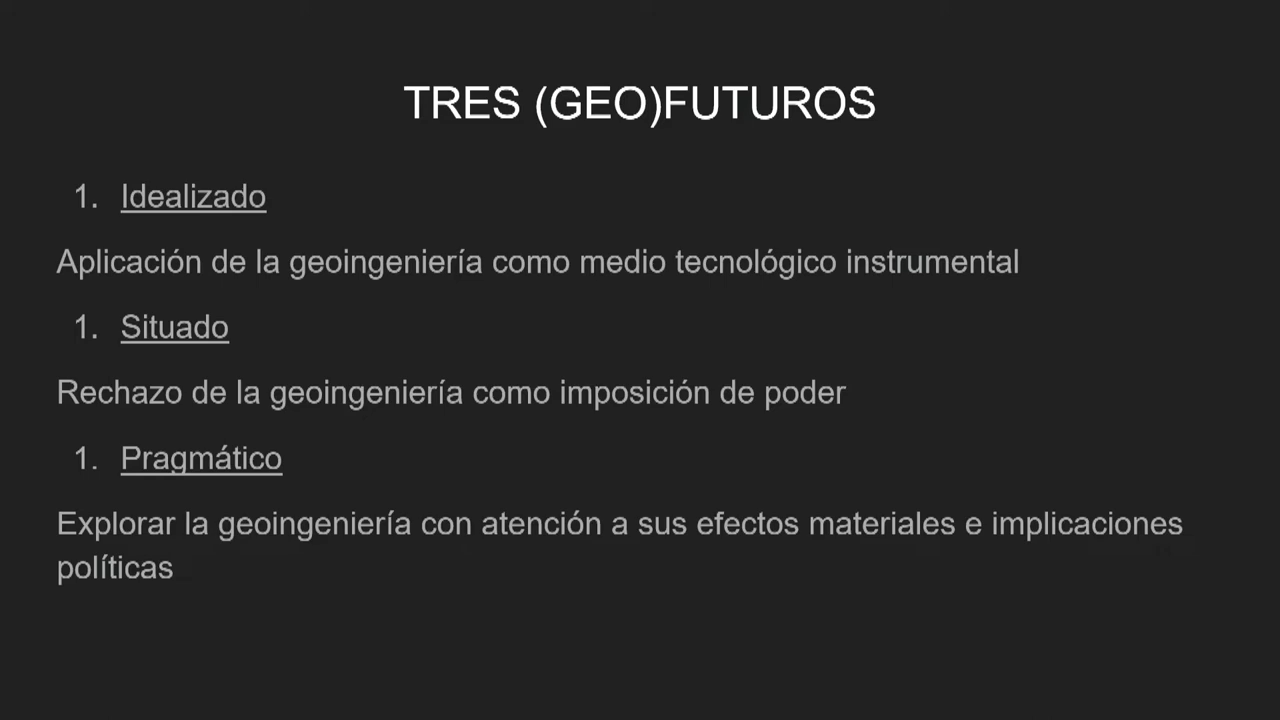 TRES (GEO)FUTUROS
1. Idealizado
Aplicación de la geoingeniería como medio tecnológico instrumental
1. Situado
Rechazo de la geoingeniería como imposición de poder
1. Pragmático
Explorar la geoingeniería con atención a sus efectos materiales e implicaciones
políticas